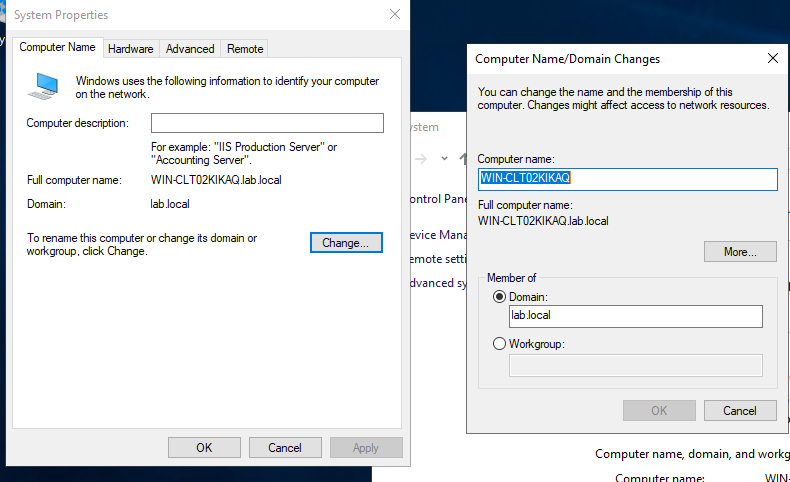 System Properties
Computer Name
Hardware
Advanced
Remote
Windows uses the following information to identify your computer
on the network.
Computer description:
For example: "IIS Production Server" or
"Accounting Server".
Full computer name:
WIN-CLT02KIKAQ.lab.local
Domain:
lab.local
To rename this computer or change its domain or
workgroup, click Change.
Change...
OK
Cancel
Apply
ystem
ontrol Pane
evice Mana
emote setti
dvanced sy
Computer Name/Domain Changes
You can change the name and the membership of this
computer. Changes might affect access to network resources.
Computer name:
WIN-CLT02KIKAQ
Full computer name:
WIN-CLT02KIKAQ.lab.local
More...
Member of
Domain:
lab.local
Workgroup:
OK
Cancel
Computer name, domain, and workg
Computer name:
WIN-